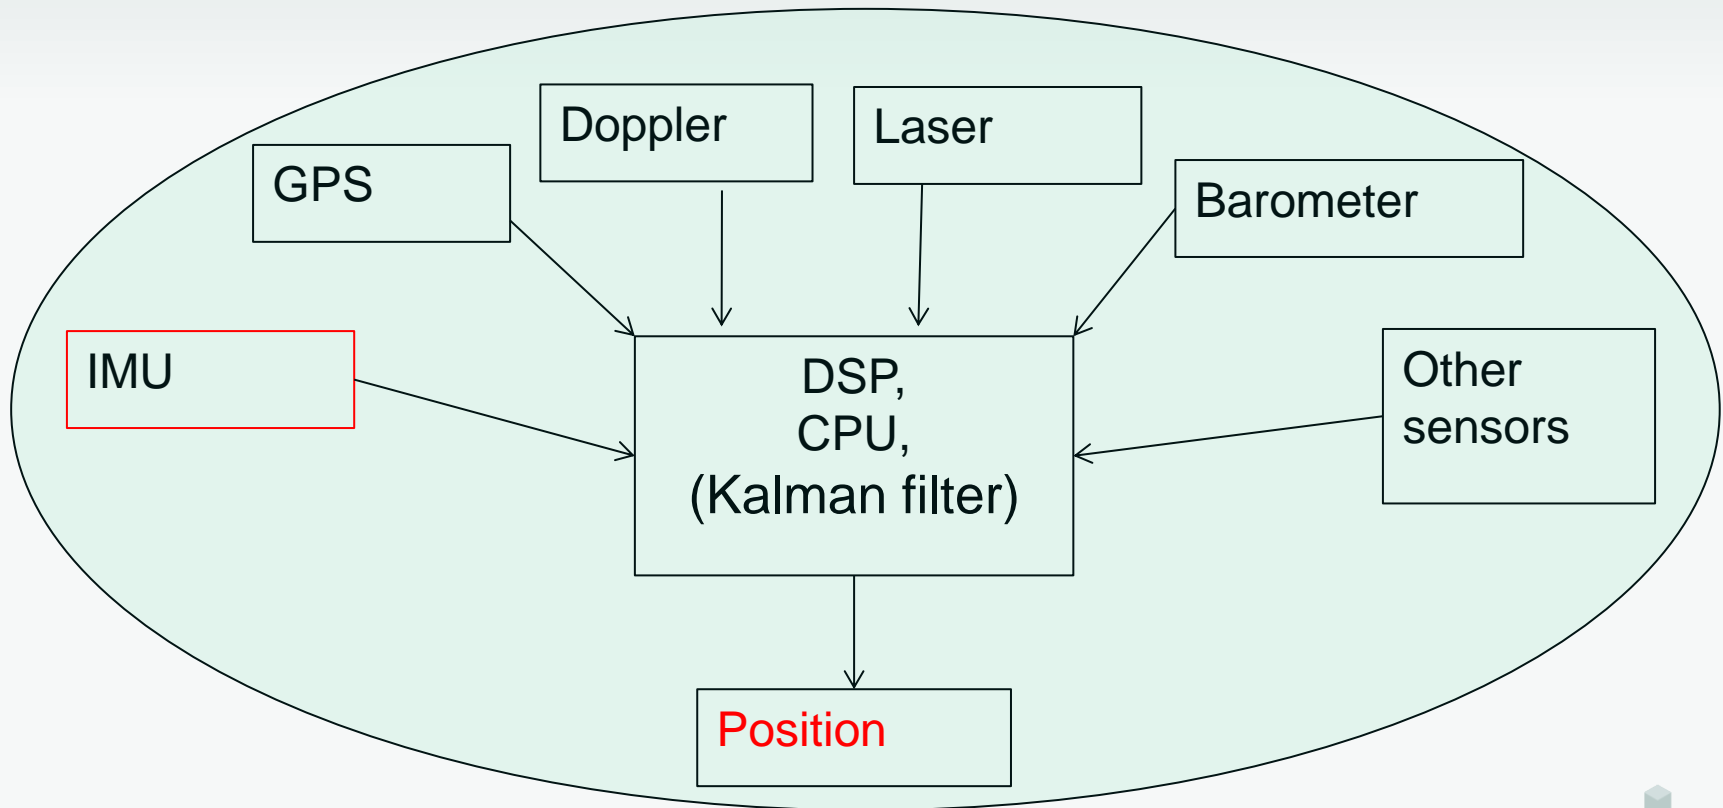 Doppler
Laser
GPS
Barometer
IMU
DSP,
CPU,
(Kalman filter)
Other
sensors
Position